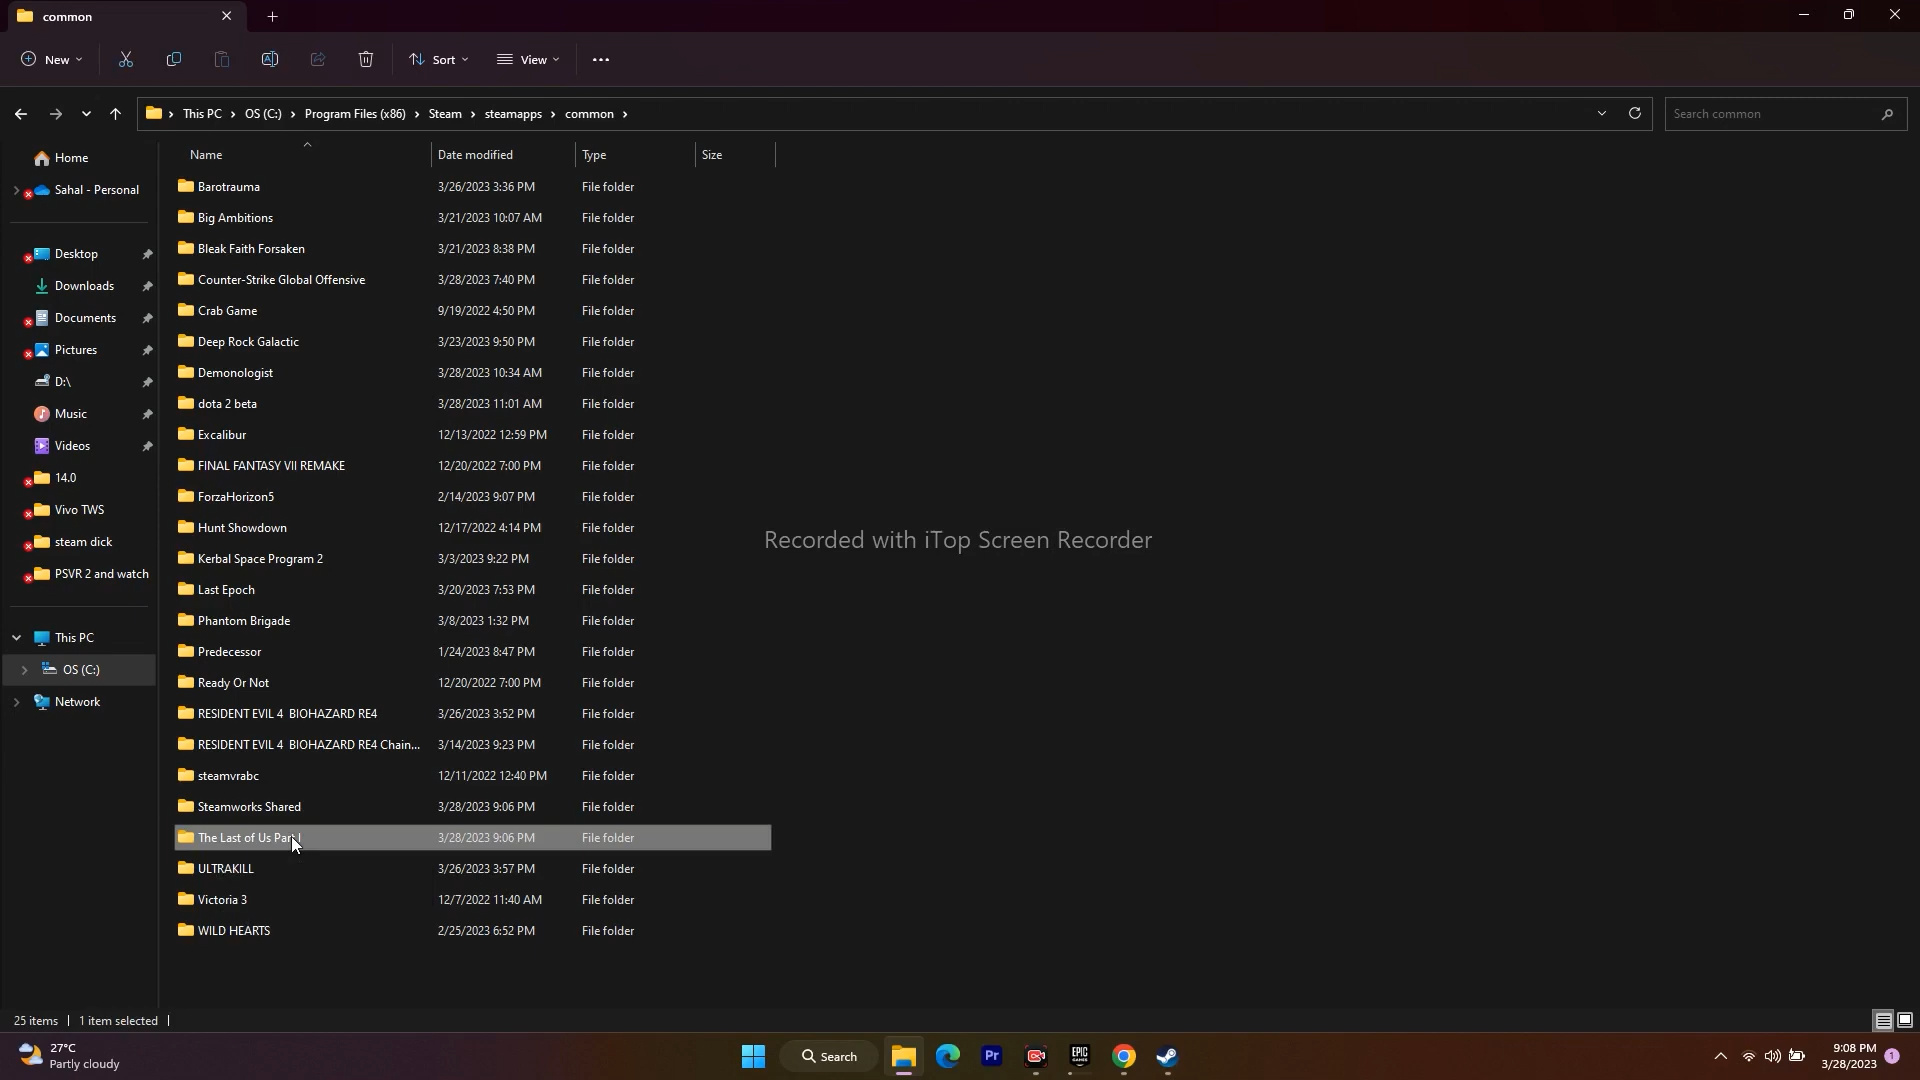 common
New
Sort
View
This PC
OS (C:)
Program Files (x86)
Steam
steamapps
common
Search common
Name
Date modified
Type
Size
Home
Sahal - Personal
Desktop
Downloads
Documents
Pictures
D:\
Music
Videos
14.0
Vivo TWS
steam dick
PSVR 2 and watch
This PC
OS (C:)
Network
Barotrauma 3/26/2023 3:36 PM File folder
Big Ambitions 3/21/2023 10:07 AM File folder
Bleak Faith Forsaken 3/21/2023 8:38 PM File folder
Counter-Strike Global Offensive 3/28/2023 7:40 PM File folder
Crab Game 9/19/2022 4:50 PM File folder
Deep Rock Galactic 3/23/2023 9:50 PM File folder
Demonologist 3/28/2023 10:34 AM File folder
dota 2 beta 3/28/2023 11:01 AM File folder
Excalibur 12/13/2022 12:59 PM File folder
FINAL FANTASY VII REMAKE 12/20/2022 7:00 PM File folder
ForzaHorizon5 2/14/2023 9:07 PM File folder
Hunt Showdown 12/17/2022 4:14 PM File folder
Kerbal Space Program 2 3/3/2023 9:22 PM File folder
Last Epoch 3/20/2023 7:53 PM File folder
Phantom Brigade 3/8/2023 1:32 PM File folder
Predecessor 1/24/2023 8:47 PM File folder
Ready Or Not 12/20/2022 7:00 PM File folder
RESIDENT EVIL 4 BIOHAZARD RE4 3/26/2023 3:52 PM File folder
RESIDENT EVIL 4 BIOHAZARD RE4 Chain... 3/14/2023 9:23 PM File folder
steamvrabc 12/11/2022 12:40 PM File folder
Steamworks Shared 3/28/2023 9:06 PM File folder
The Last of Us Part I 3/28/2023 9:06 PM File folder
ULTRAKILL 3/26/2023 3:57 PM File folder
Victoria 3 12/7/2022 11:40 AM File folder
WILD HEARTS 2/25/2023 6:52 PM File folder
Recorded with iTop Screen Recorder
25 items
1 item selected
27°C
Partly cloudy
Search
Pr
EPIC
GAMES
9:08 PM
3/28/2023
1